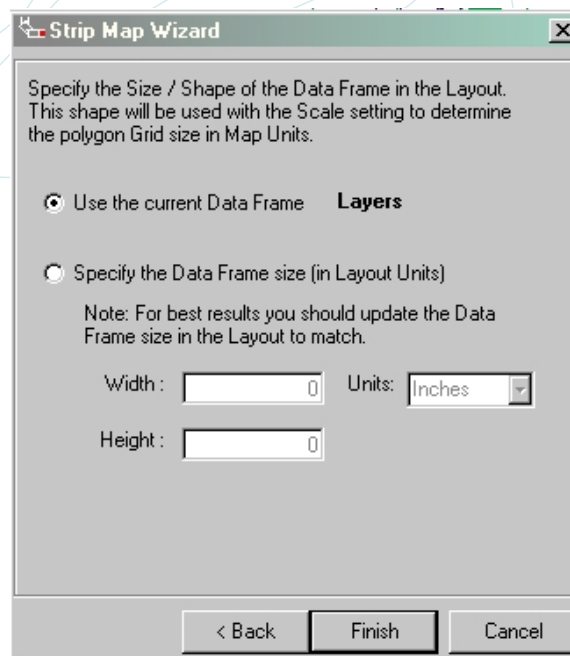 Strip Map Wizard
Specify the Size / Shape of the Data Frame in the Layout.
This shape will be used with the Scale setting to determine
the polygon Grid size in Map Units.
Use the current Data Frame Layers
Specify the Data Frame size (in Layout Units)
Note: For best results you should update the Data
Frame size in the Layout to match.
Width : 0 Units: Inches
Height : 0
< Back Finish Cancel